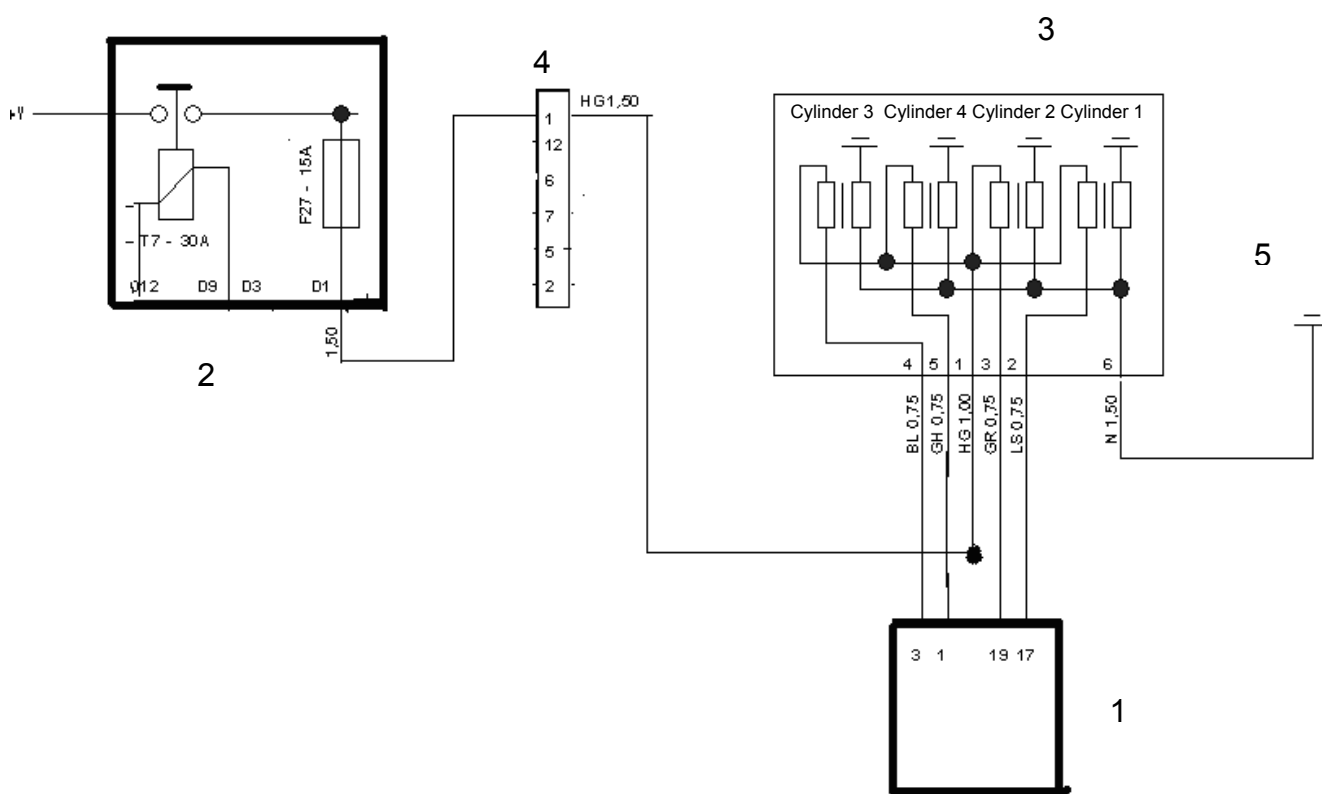 3
4
HG1,50
Cylinder 3 Cylinder 4 Cylinder 2 Cylinder 1
1
12
6
7
5
2
F27 - 15A
T7 - 30A
D12 D9 D3 D1
1,50
2
5
4 5 1 3 2 6
BL 0,75
GH 0,75
HG 1,00
GR 0,75
LS 0,75
N 1,50
3 1 19 17
1